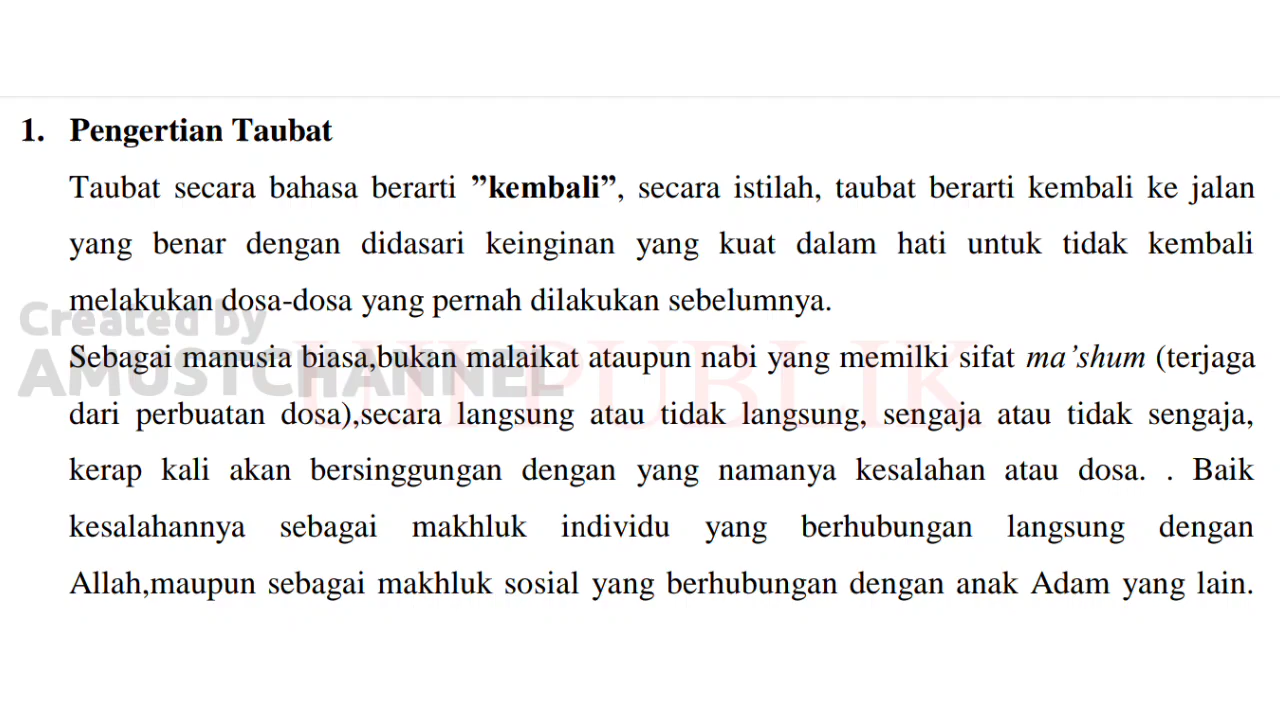 1. Pengertian Taubat
Taubat secara bahasa berarti ”kembali”, secara istilah, taubat berarti kembali ke jalan
yang benar dengan didasari keinginan yang kuat dalam hati untuk tidak kembali
melakukan dosa-dosa yang pernah dilakukan sebelumnya.
Created by
Sebagai manusia biasa,bukan malaikat ataupun nabi yang memilki sifat ma’shum (terjaga
AMUSTCHANNEL
dari perbuatan dosa),secara langsung atau tidak langsung, sengaja atau tidak sengaja,
kerap kali akan bersinggungan dengan yang namanya kesalahan atau dosa. . Baik
kesalahannya sebagai makhluk individu yang berhubungan langsung dengan
Allah,maupun sebagai makhluk sosial yang berhubungan dengan anak Adam yang lain.